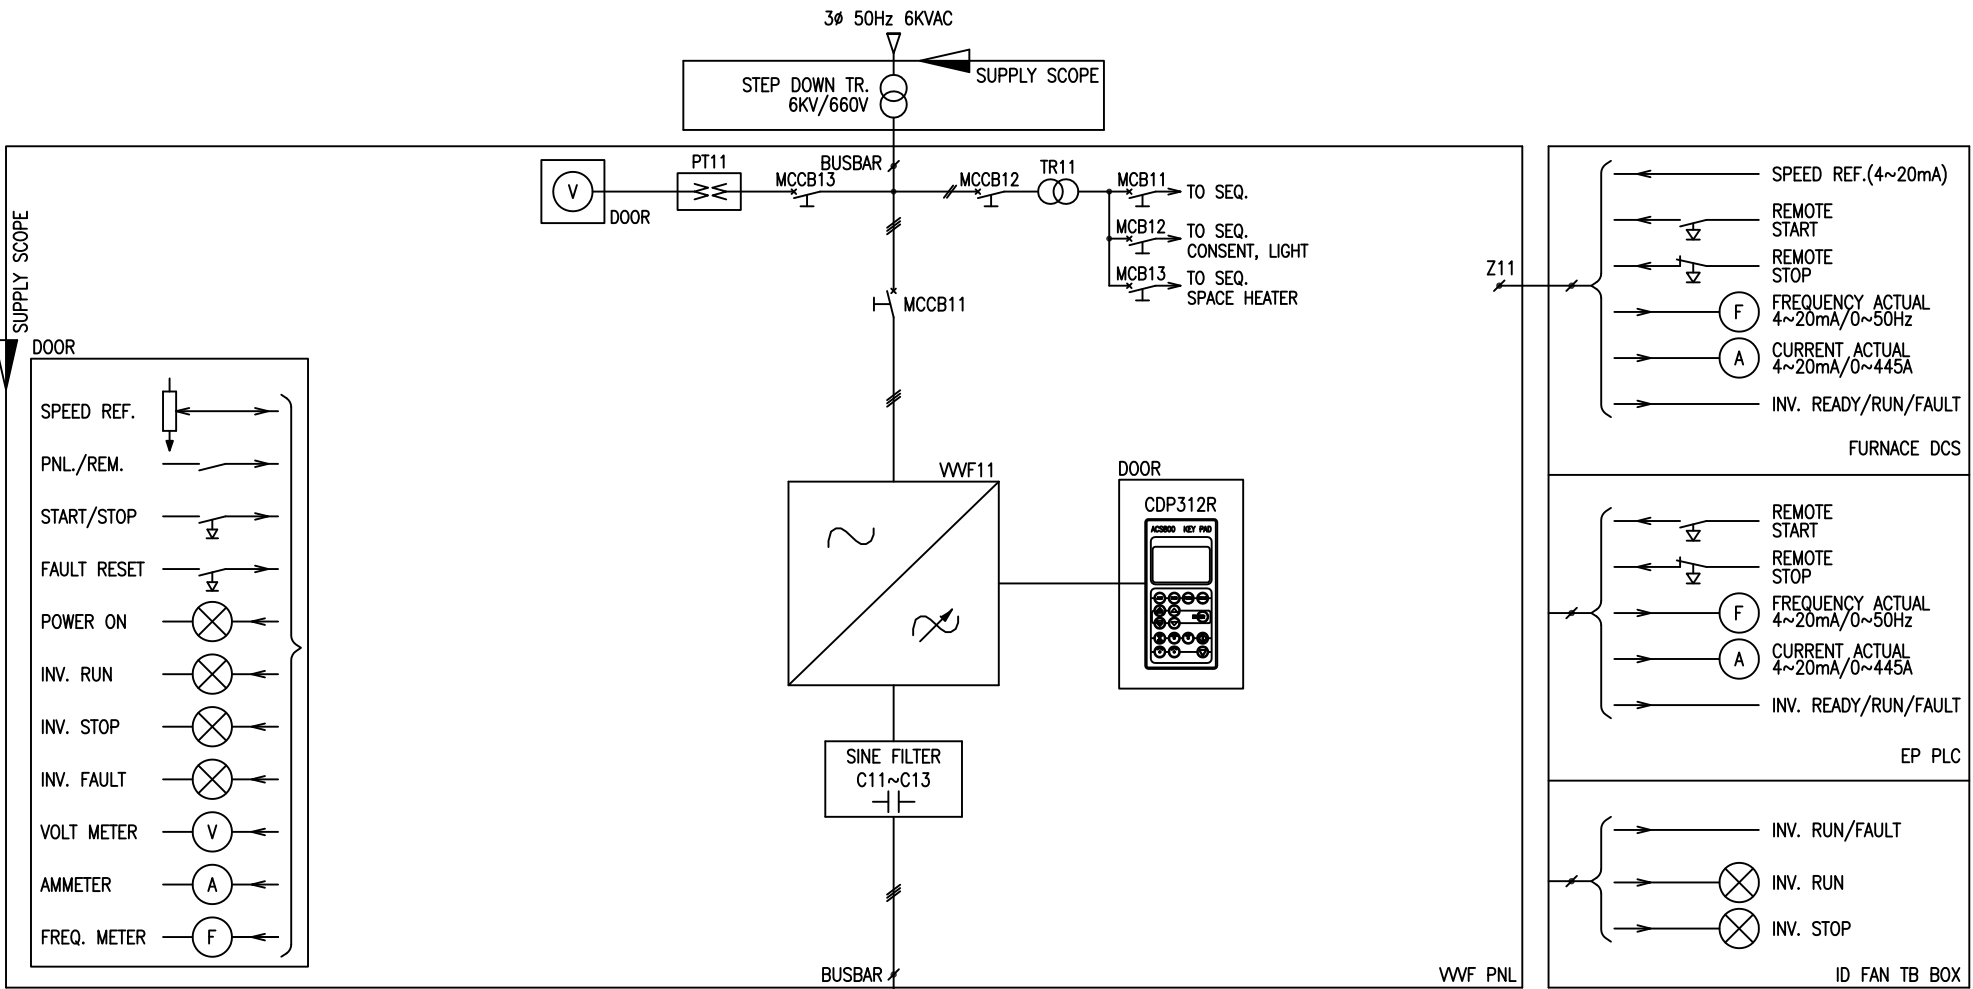 3ø 50Hz 6KVAC
SUPPLY SCOPE
STEP DOWN TR.
6KV/660V
SUPPLY SCOPE
BUSBAR
PT11
V
DOOR
MCCB13
MCCB12
TR11
MCB11
TO SEQ.
MCB12
TO SEQ.
CONSENT, LIGHT
MCB13
TO SEQ.
SPACE HEATER
MCCB11
Z11
DOOR
SPEED REF.
PNL./REM.
START/STOP
FAULT RESET
POWER ON
INV. RUN
INV. STOP
INV. FAULT
VOLT METER
V
AMMETER
A
FREQ. METER
F
VVVF11
DOOR
CDP312R
ACS800 KEY PAD
SINE FILTER
C11~C13
BUSBAR
VVVF PNL
SPEED REF.(4~20mA)
REMOTE
START
REMOTE
STOP
F
FREQUENCY ACTUAL
4~20mA/0~50Hz
A
CURRENT ACTUAL
4~20mA/0~445A
INV. READY/RUN/FAULT
FURNACE DCS
REMOTE
START
REMOTE
STOP
F
FREQUENCY ACTUAL
4~20mA/0~50Hz
A
CURRENT ACTUAL
4~20mA/0~445A
INV. READY/RUN/FAULT
EP PLC
INV. RUN/FAULT
INV. RUN
INV. STOP
ID FAN TB BOX